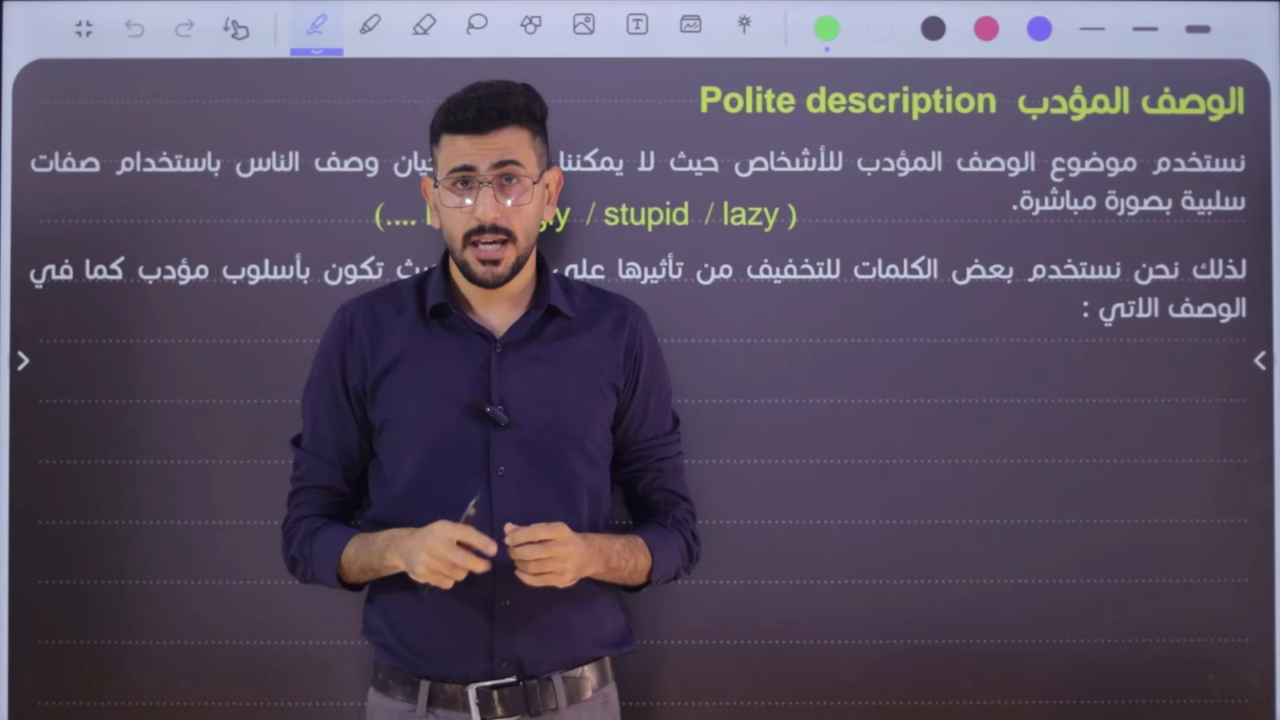 الوصف المؤدب Polite description
نستخدم موضوع الوصف المؤدب للأشخاص حيث لا يمكننا وصف الناس باستخدام صفات
سلبية بصورة مباشرة.
( lazy / stupid / ....)
لذلك نحن نستخدم بعض الكلمات للتخفيف من تأثيرها تكون بأسلوب مؤدب كما في
الوصف الاتي :